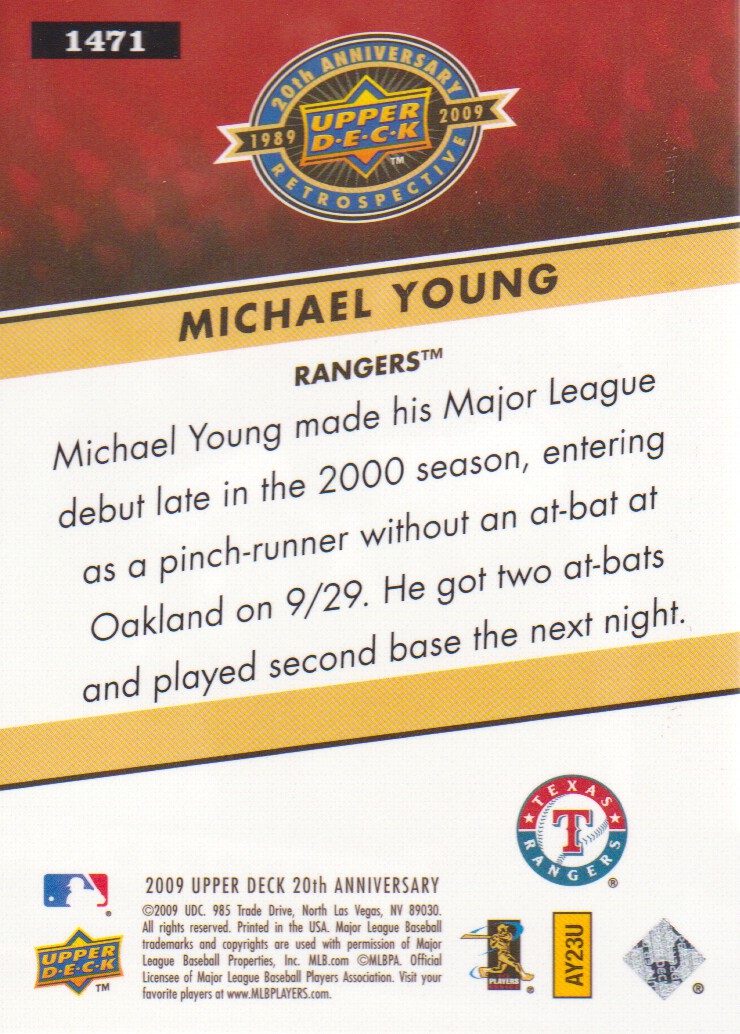 1471
20th ANNIVERSARY
1989 UPPER 2009
D·E·C·K™
RETROSPECTIVE
MICHAEL YOUNG
RANGERS™
Michael Young made his Major League
debut late in the 2000 season, entering
as a pinch-runner without an at-bat at
Oakland on 9/29. He got two at-bats
and played second base the next night.
TEXAS
T
RANGERS®
2009 UPPER DECK 20th ANNIVERSARY
©2009 UDC. 985 Trade Drive, North Las Vegas, NV 89030.
All rights reserved. Printed in the USA. Major League Baseball
trademarks and copyrights are used with permission of Major
League Baseball Properties, Inc. MLB.com ©MLBPA. Official
Licensee of Major League Baseball Players Association. Visit your
favorite players at www.MLBPLAYERS.com.
®
UPPER
D·E·C·K
™
PLAYERS
®
AY23U
®